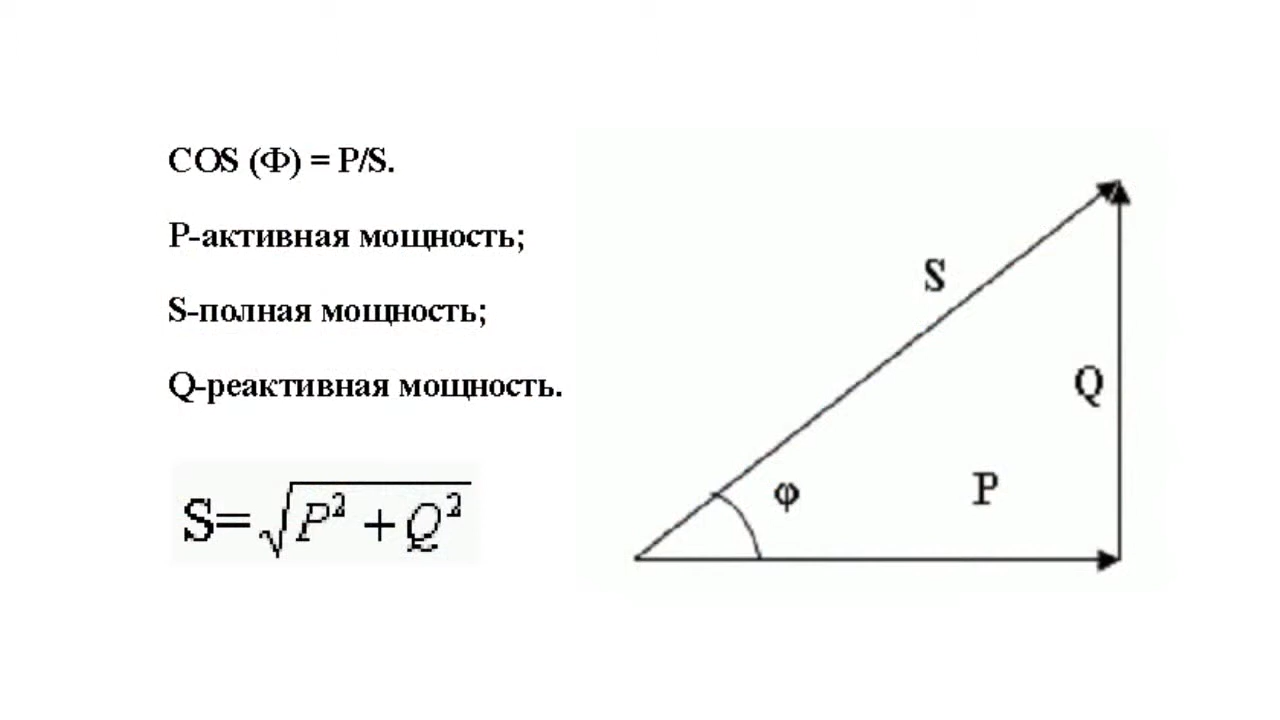 COS (Ф) = P/S.
P-активная мощность;
S-полная мощность;
Q-реактивная мощность.
S=√P² + Q²
S
Q
φ
P